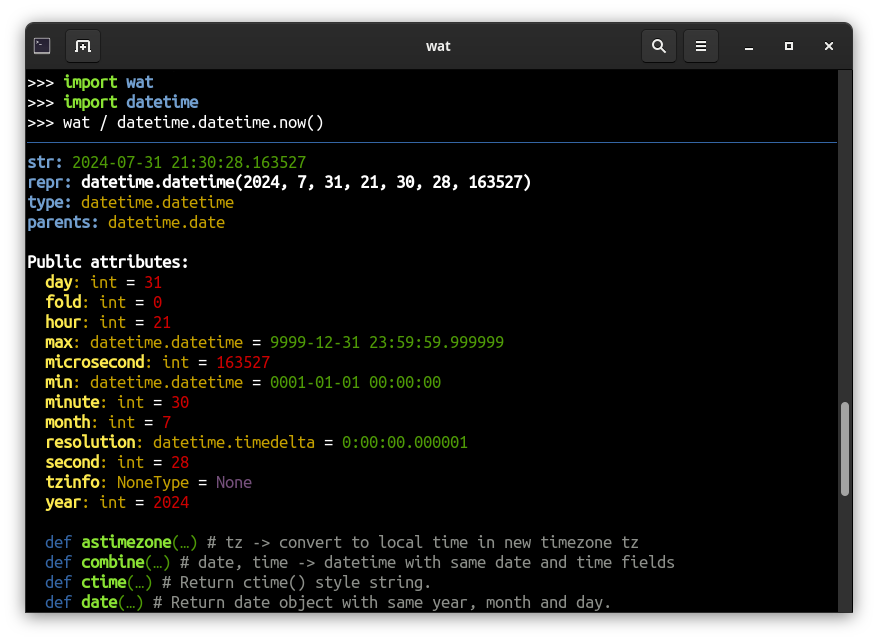 wat
>>> import wat
>>> import datetime
>>> wat / datetime.datetime.now()
str: 2024-07-31 21:30:28.163527
repr: datetime.datetime(2024, 7, 31, 21, 30, 28, 163527)
type: datetime.datetime
parents: datetime.date
Public attributes:
day: int = 31
fold: int = 0
hour: int = 21
max: datetime.datetime = 9999-12-31 23:59:59.999999
microsecond: int = 163527
min: datetime.datetime = 0001-01-01 00:00:00
minute: int = 30
month: int = 7
resolution: datetime.timedelta = 0:00:00.000001
second: int = 28
tzinfo: NoneType = None
year: int = 2024
def astimezone(…) # tz -> convert to local time in new timezone tz
def combine(…) # date, time -> datetime with same date and time fields
def ctime(…) # Return ctime() style string.
def date(…) # Return date object with same year, month and day.